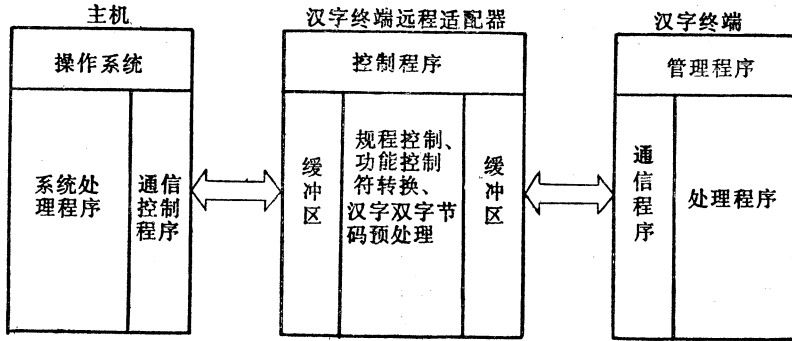 主机
操作系统
系统处
理程序
通信
控制
程序
汉字终端远程适配器
控制程序
缓
冲
区
规程控制、
功能控制
符转换、
汉字双字节
码预处理
缓
冲
区
汉字终端
管理程序
通
信
程
序
处理程序